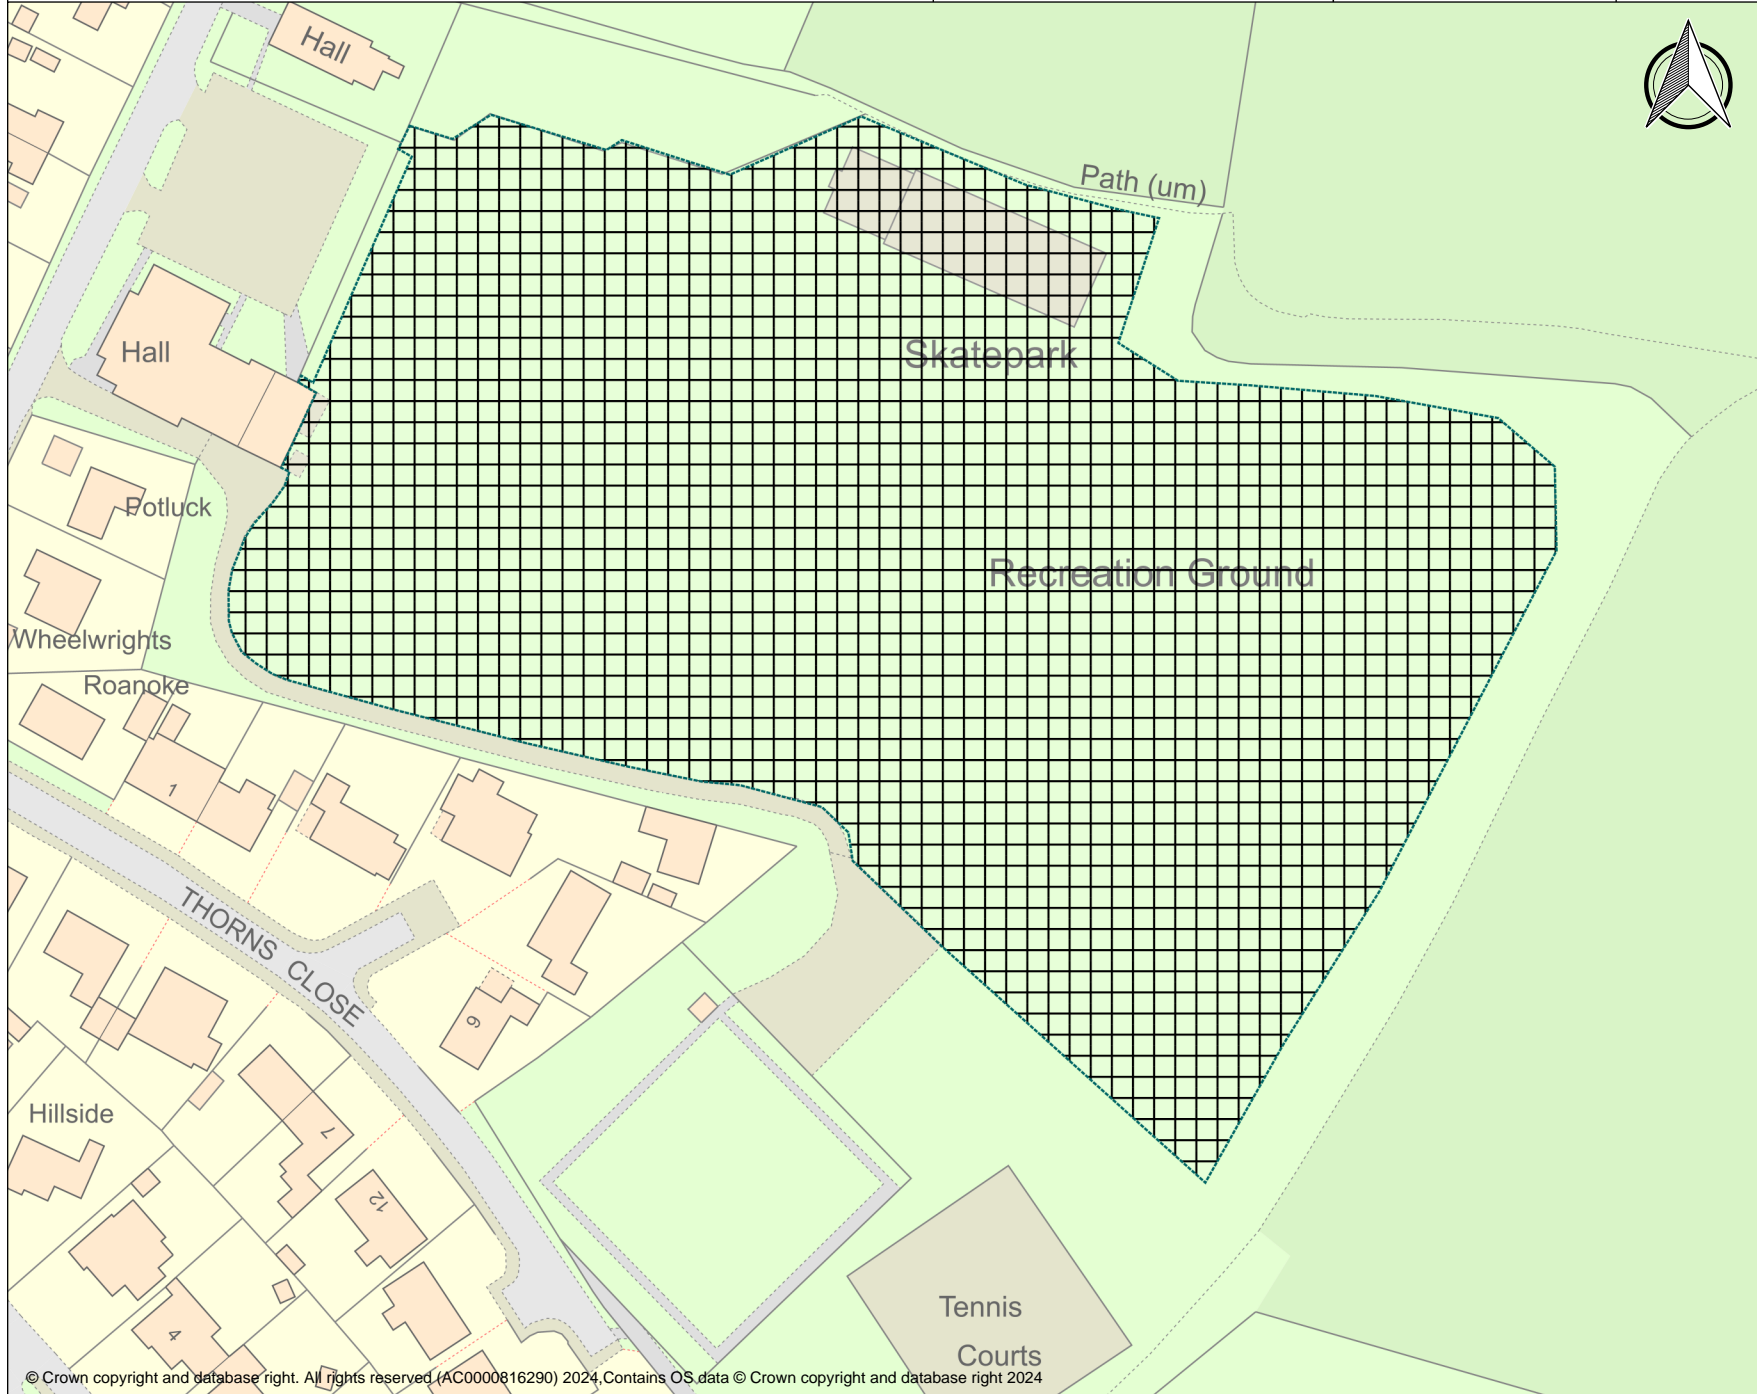 Hall
Path (um)
Skatepark
Hall
Potluck
Recreation Ground
Wheelwrights
Roanoke
1
THORNS CLOSE
6
Hillside
7
12
Tennis
Courts
4
© Crown copyright and database right. All rights reserved (AC0000816290) 2024,Contains OS data © Crown copyright and database right 2024